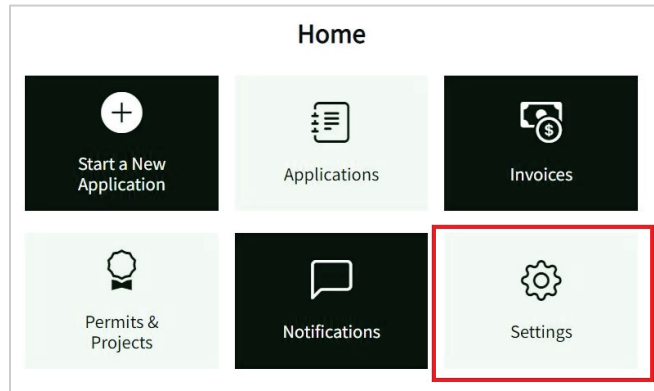 Home
Start a New
Application
Applications
Invoices
Permits &
Projects
Notifications
Settings